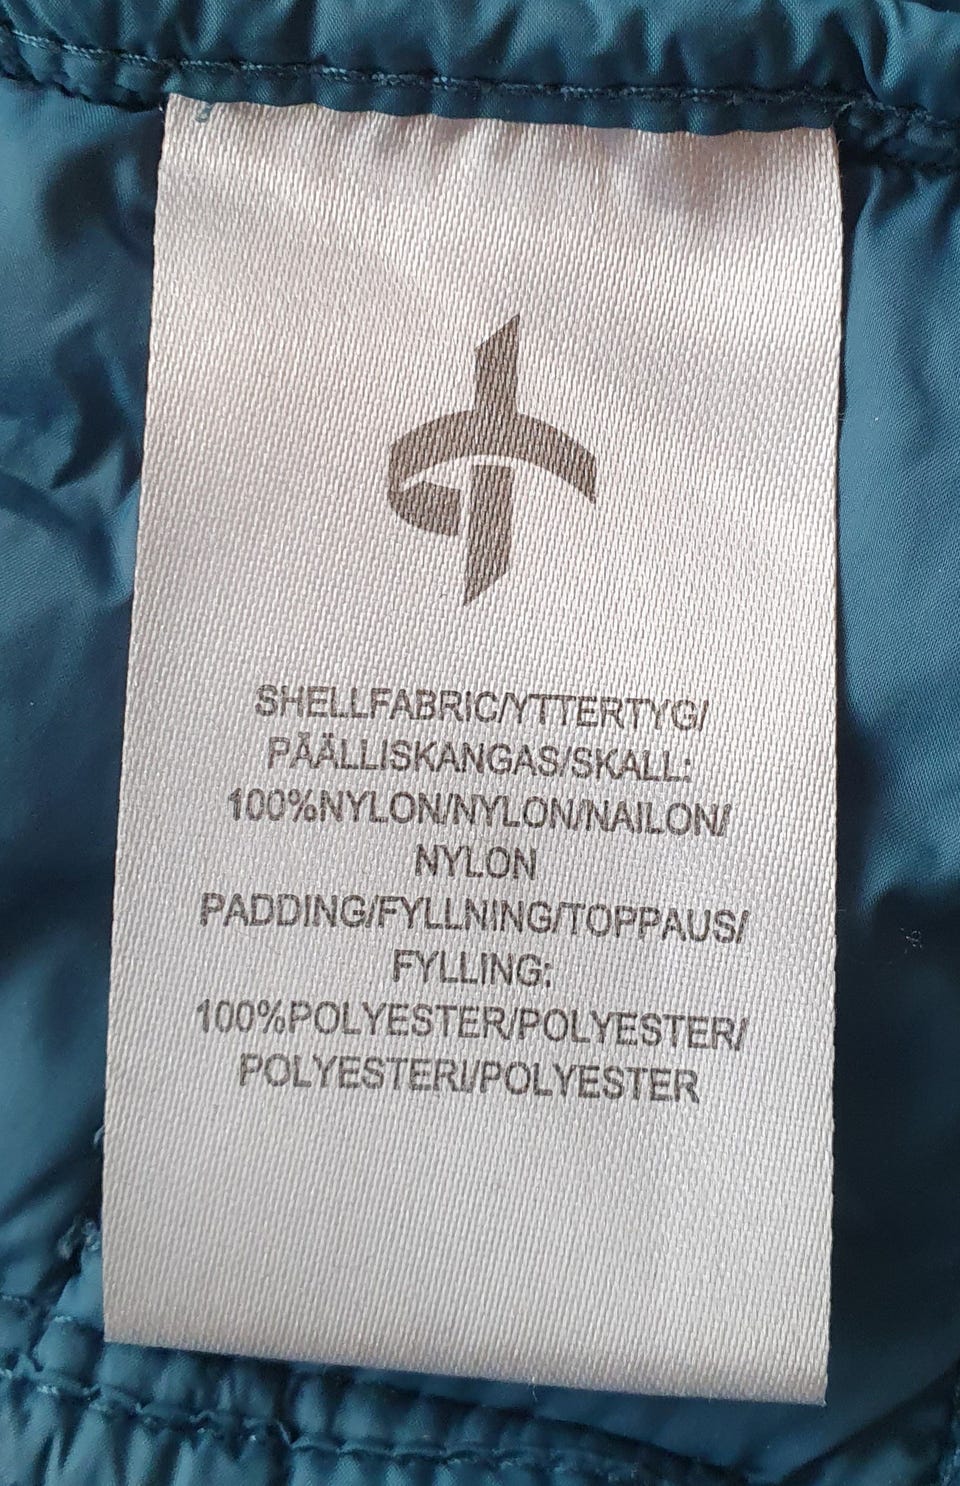 SHELLFABRIC/YTTERTYG/
PÄÄLLISKANGAS/SKALL:
100%NYLON/NYLON/NAILON/
NYLON
PADDING/FYLLNING/TOPPAUS/
FYLLING:
100%POLYESTER/POLYESTER/
POLYESTERI/POLYESTER